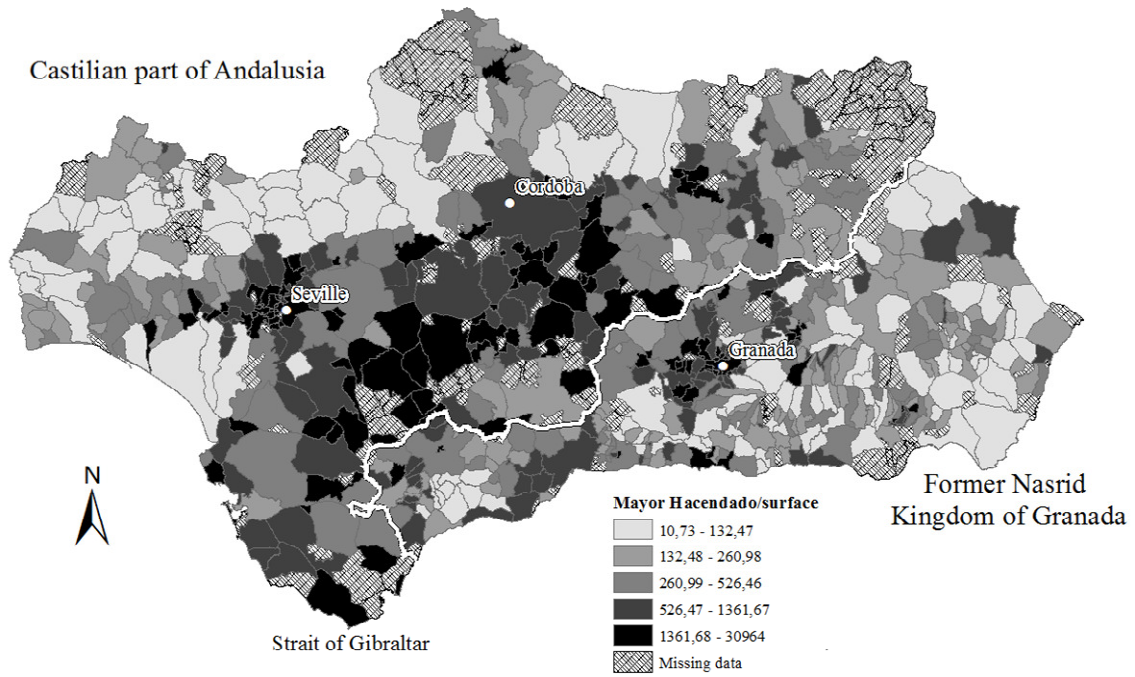 Castilian part of Andalusia
Cordoba
Seville
Granada
N
Former Nasrid
Kingdom of Granada
Strait of Gibraltar
Mayor Hacendado/surface
10,73 - 132,47
132,48 - 260,98
260,99 - 526,46
526,47 - 1361,67
1361,68 - 30964
Missing data